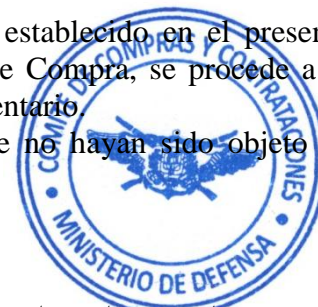 establecido en el presen
e Compra, se procede a
entario.
e no hayan sido objeto
COMITÉ DE COMPRAS Y CONTRATACIONES
MINISTERIO DE DEFENSA